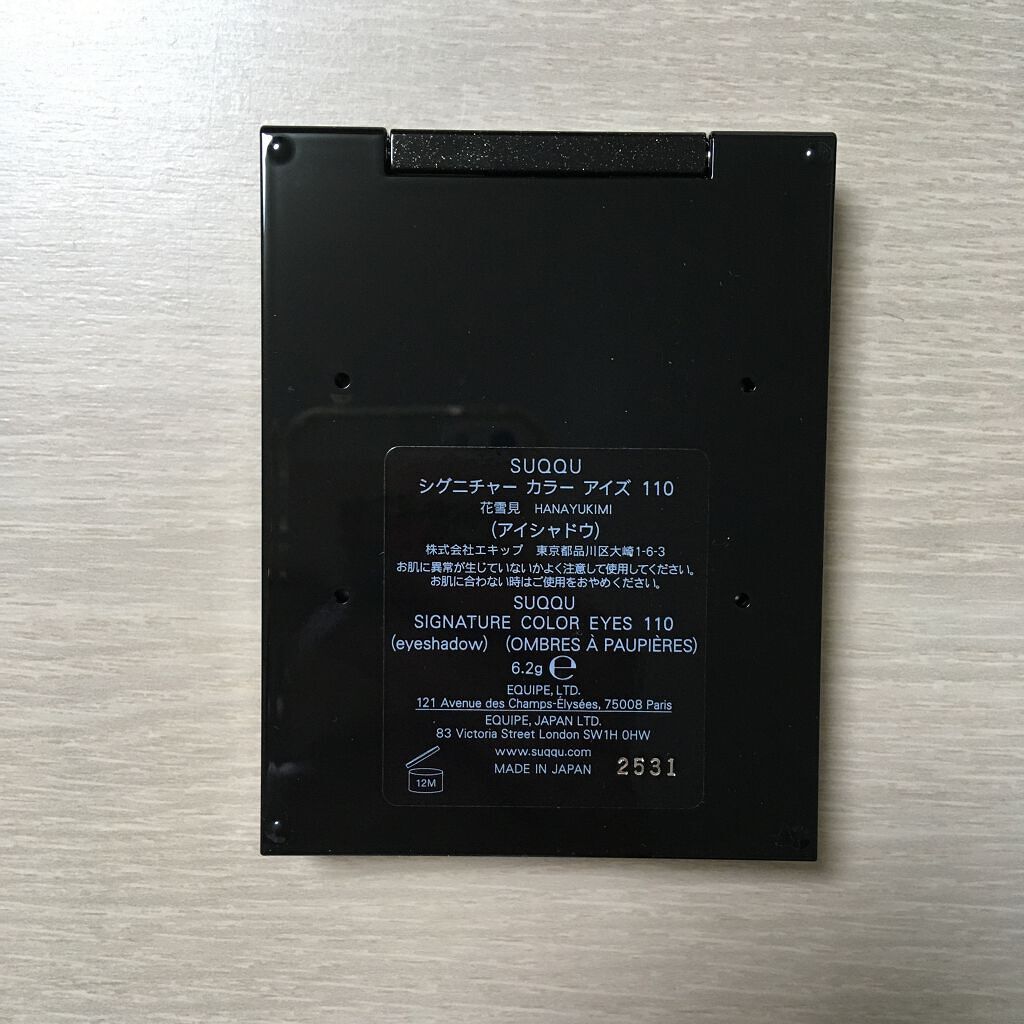 SUQQU
シグニチャー カラー アイズ 110
花雪見 HANAYUKIMI
(アイシャドウ)
株式会社エキップ 東京都品川区大崎1-6-3
お肌に異常が生じていないかよく注意して使用してください。
お肌に合わない時はご使用をおやめください。
SUQQU
SIGNATURE COLOR EYES 110
(eyeshadow) (OMBRES À PAUPIÈRES)
6.2g ℮
EQUIPE, LTD.
121 Avenue des Champs-Élysées, 75008 Paris
EQUIPE, JAPAN LTD.
83 Victoria Street London SW1H 0HW
www.suqqu.com
MADE IN JAPAN 2531
12M